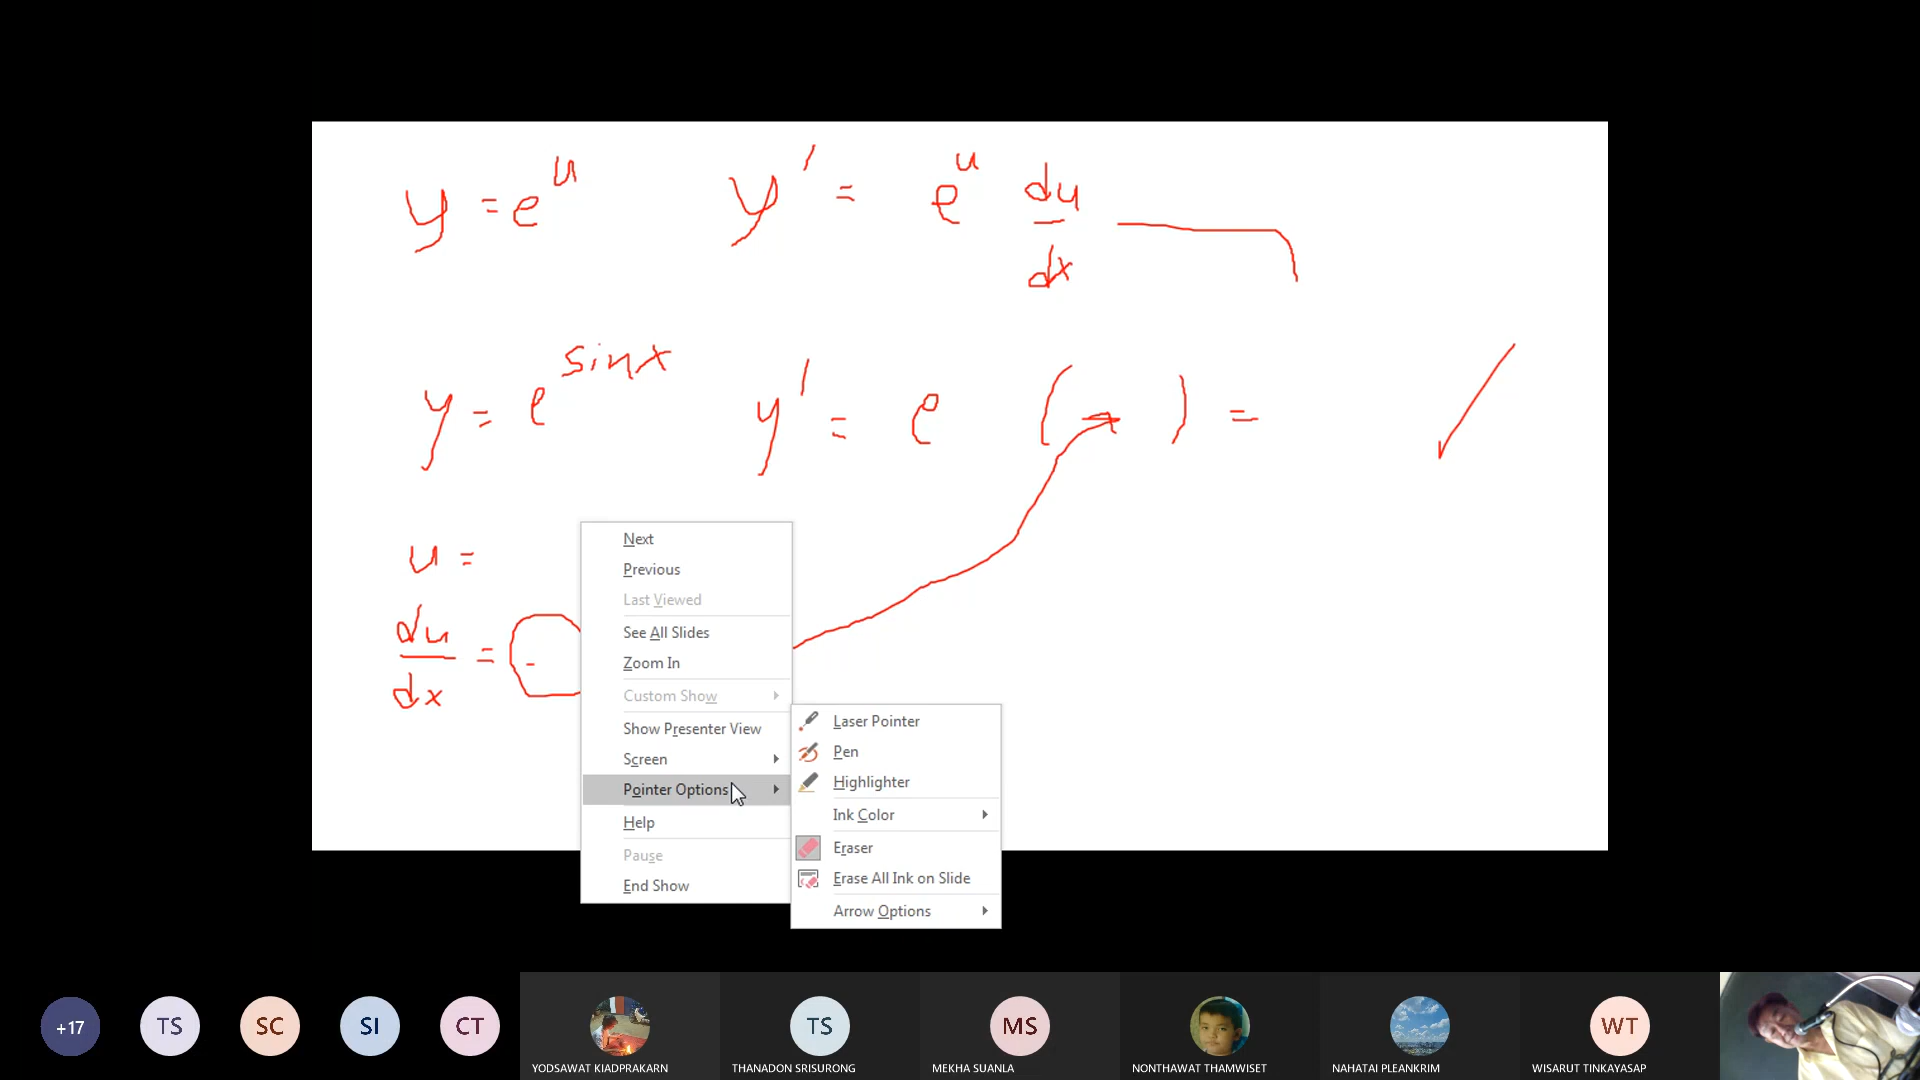 y = e^u y' = e^u du/dx
y = e^sinx y' = e ( ) =
u =
du/dx = -
Next
Previous
Last Viewed
See All Slides
Zoom In
Custom Show
Show Presenter View
Screen
Pointer Options
Help
Pause
End Show
Laser Pointer
Pen
Highlighter
Ink Color
Eraser
Erase All Ink on Slide
Arrow Options
+17 TS SC SI CT TS MS WT
YODSAWAT KIADPRAKARN THANADON SRISURONG MEKHA SUANLA NONTHAWAT THAMWISET NAHATAI PLEANKRIM WISARUT TINKAYASAP